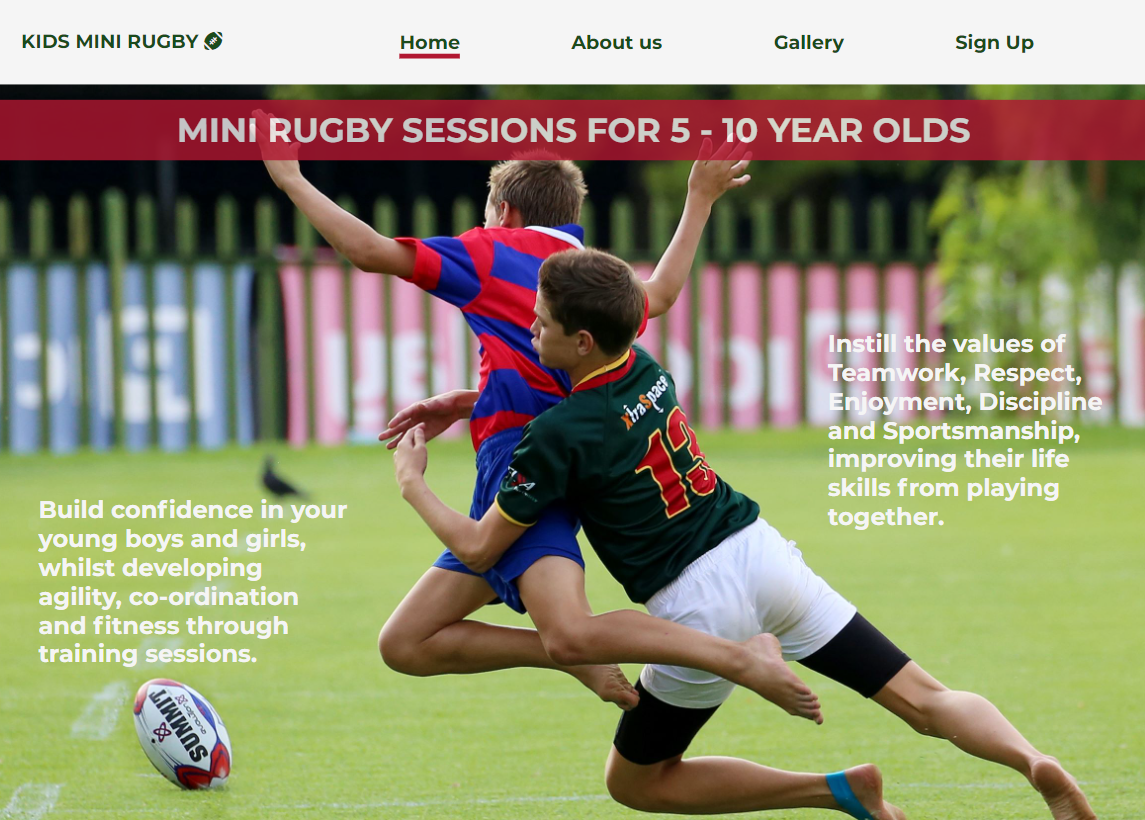 KIDS MINI RUGBY
Home
About us
Gallery
Sign Up
MINI RUGBY SESSIONS FOR 5 - 10 YEAR OLDS
Instill the values of
Teamwork, Respect,
Enjoyment, Discipline
and Sportsmanship,
improving their life
skills from playing
together.
XtraSpace
13
Build confidence in your
young boys and girls,
whilst developing
agility, co-ordination
and fitness through
training sessions.
SUMMIT